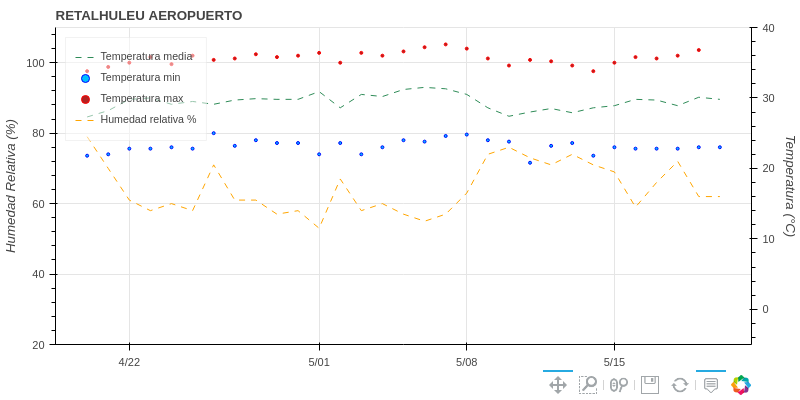 RETALHULEU AEROPUERTO
Temperatura media
Temperatura min
Temperatura max
Humedad relativa %
Humedad Relativa (%)
100
80
60
40
20
Temperatura (°C)
40
30
20
10
0
4/22
5/01
5/08
5/15